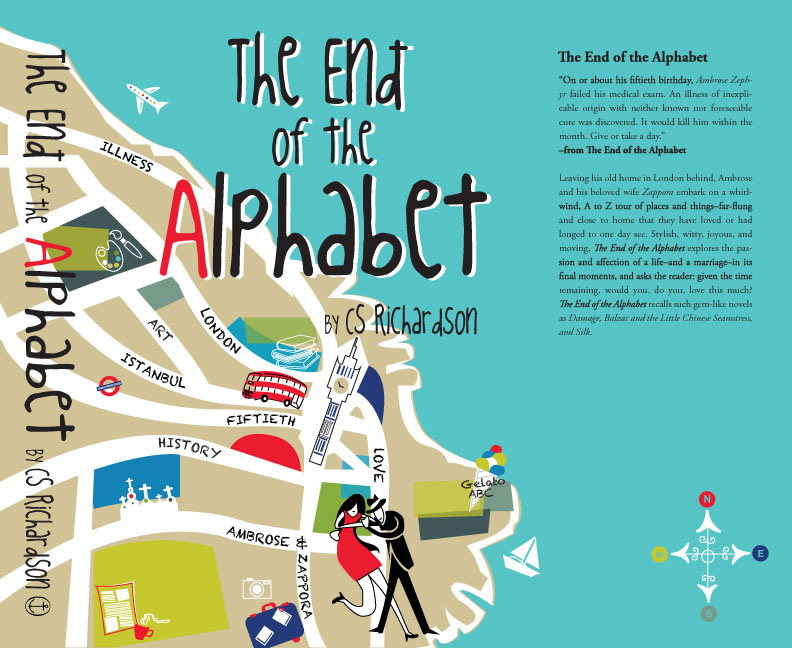 The End of the Alphabet BY CS Richardson
The End
of the
Alphabet
BY CS Richardson
ILLNESS
ART
LONDON
ISTANBUL
FIFTIETH
HISTORY
LOVE
Gelato
ABC
AMBROSE & ZAPPORA
The End of the Alphabet
"On or about his fiftieth birthday, Ambrose Zeph-
yr failed his medical exam. An illness of inexpli-
cable origin with neither known nor foreseeable
cure was discovered. It would kill him within the
month. Give or take a day."
–from The End of the Alphabet
Leaving his old home in London behind, Ambrose
and his beloved wife Zappora embark on a whirl-
wind, A to Z tour of places and things–far-flung
and close to home that they have loved or had
longed to one day see. Stylish, witty, joyous, and
moving, The End of the Alphabet explores the pas-
sion and affection of a life–and a marriage–in its
final moments, and asks the reader: given the time
remaining, would you, do you, love this much?
The End of the Alphabet recalls such gem-like novels
as Damage, Balzac and the Little Chinese Seamstress,
and Silk.
N
W
E
S